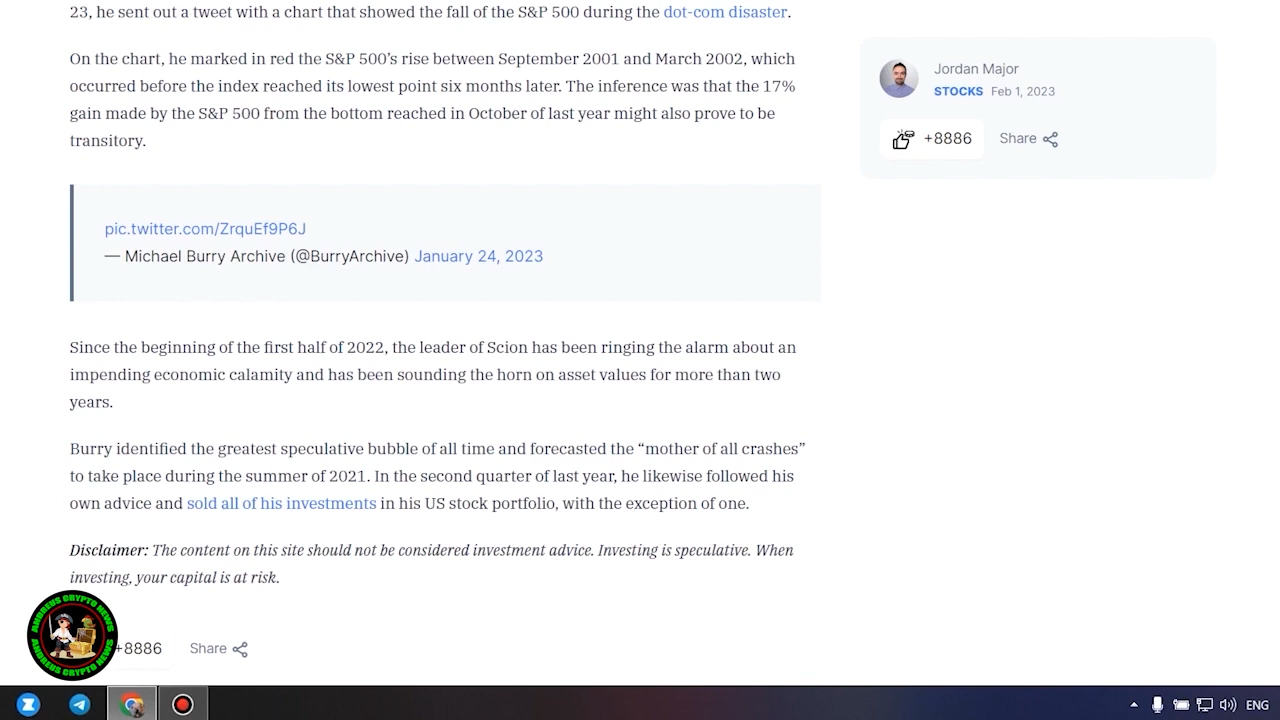 23, he sent out a tweet with a chart that showed the fall of the S&P 500 during the dot-com disaster.
On the chart, he marked in red the S&P 500’s rise between September 2001 and March 2002, which
occurred before the index reached its lowest point six months later. The inference was that the 17%
gain made by the S&P 500 from the bottom reached in October of last year might also prove to be
transitory.
pic.twitter.com/ZrquEf9P6J
— Michael Burry Archive (@BurryArchive) January 24, 2023
Since the beginning of the first half of 2022, the leader of Scion has been ringing the alarm about an
impending economic calamity and has been sounding the horn on asset values for more than two
years.
Burry identified the greatest speculative bubble of all time and forecasted the “mother of all crashes”
to take place during the summer of 2021. In the second quarter of last year, he likewise followed his
own advice and sold all of his investments in his US stock portfolio, with the exception of one.
Disclaimer: The content on this site should not be considered investment advice. Investing is speculative. When
investing, your capital is at risk.
+8886 Share
Jordan Major
STOCKS Feb 1, 2023
+8886 Share
ANDREUS CRYPTO NEWS
ANDREUS CRYPTO NEWS
ENG